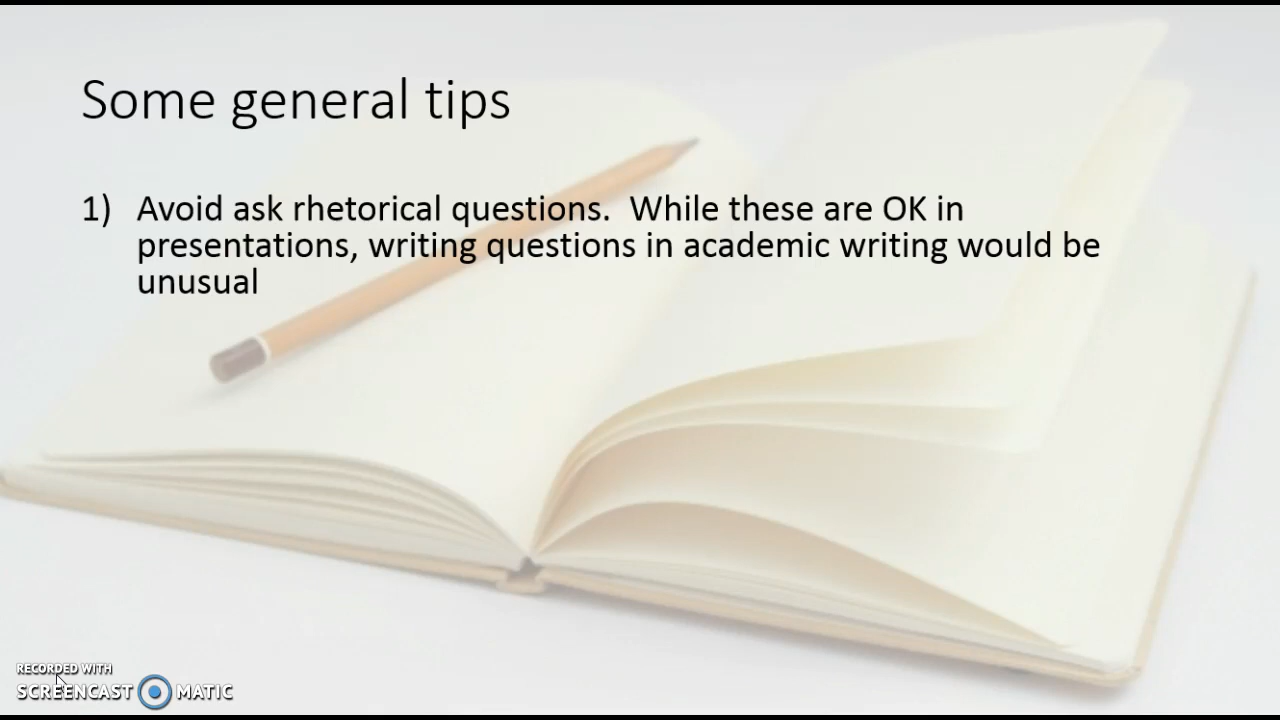 Some general tips
1) Avoid ask rhetorical questions.  While these are OK in
presentations, writing questions in academic writing would be
unusual
RECORDED WITH
SCREENCAST MATIC